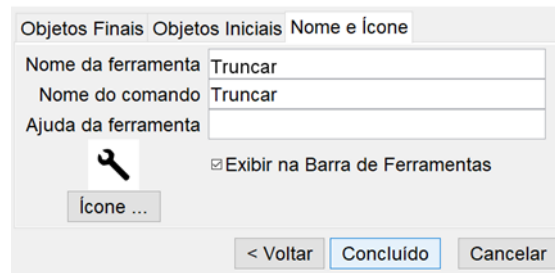 Objetos Finais Objetos Iniciais Nome e Ícone
Nome da ferramenta Truncar
Nome do comando Truncar
Ajuda da ferramenta
Exibir na Barra de Ferramentas
Ícone ...
< Voltar Concluído Cancelar